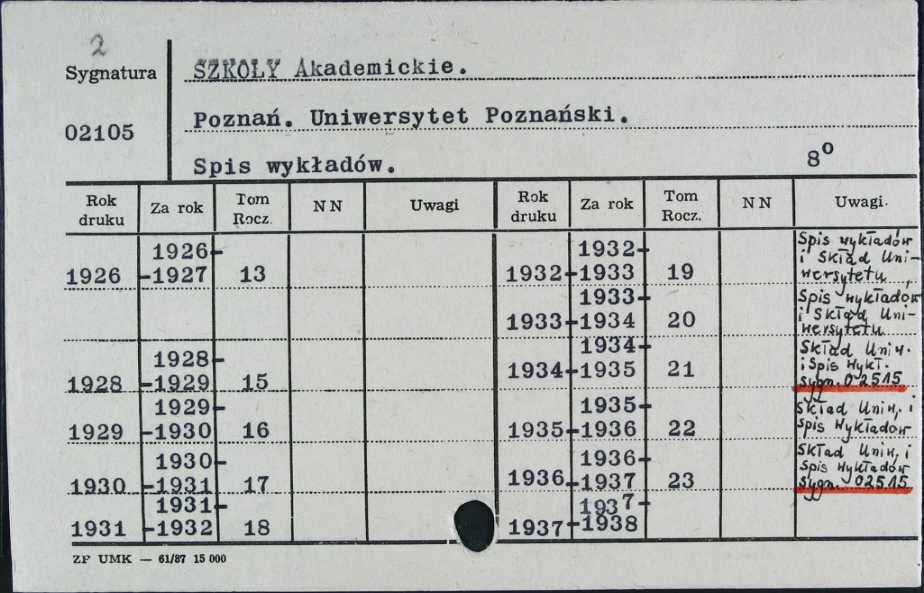 2
Sygnatura
SZKOŁY Akademickie.
02105
Poznań. Uniwersytet Poznański.
Spis wykładów. 8°
Rok druku Za rok Tom Rocz. NN Uwagi Rok druku Za rok Tom Rocz. NN Uwagi.
1926 1926-1927 13
1928 1928-1929 15
1929 1929-1930 16
1930 1930-1931 17
1931 1931-1932 18
1932 1932-1933 19 Spis wykładów i Skład Uni-wersytetu
1933 1933-1934 20 Spis wykładów i Skład Uni-wersytetu
1934 1934-1935 21 Skład Uniw. i Spis wykł. sygn. 02515
1935 1935-1936 22 Skład Uniw. i Spis wykładów
1936 1936-1937 23 Skład Uniw. i Spis wykładów sygn. 02515
1937 1937-1938
ZP UMK — 61/87 15 000